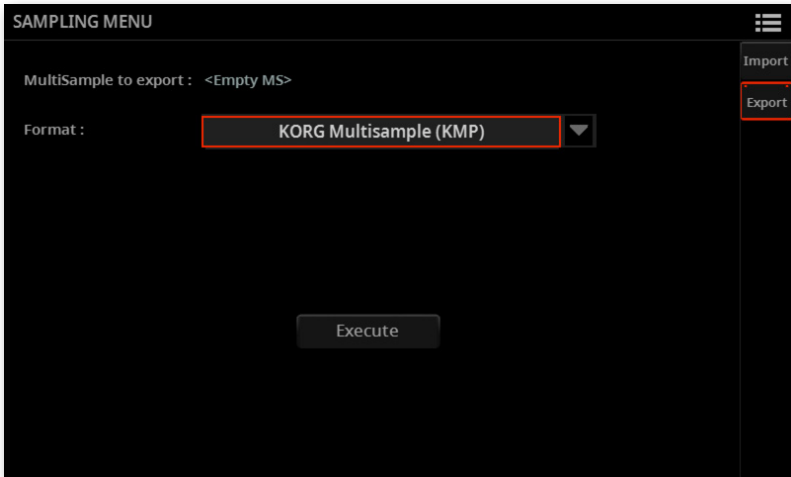 SAMPLING MENU
Import
MultiSample to export : <Empty MS>
Export
Format :
KORG Multisample (KMP)
Execute